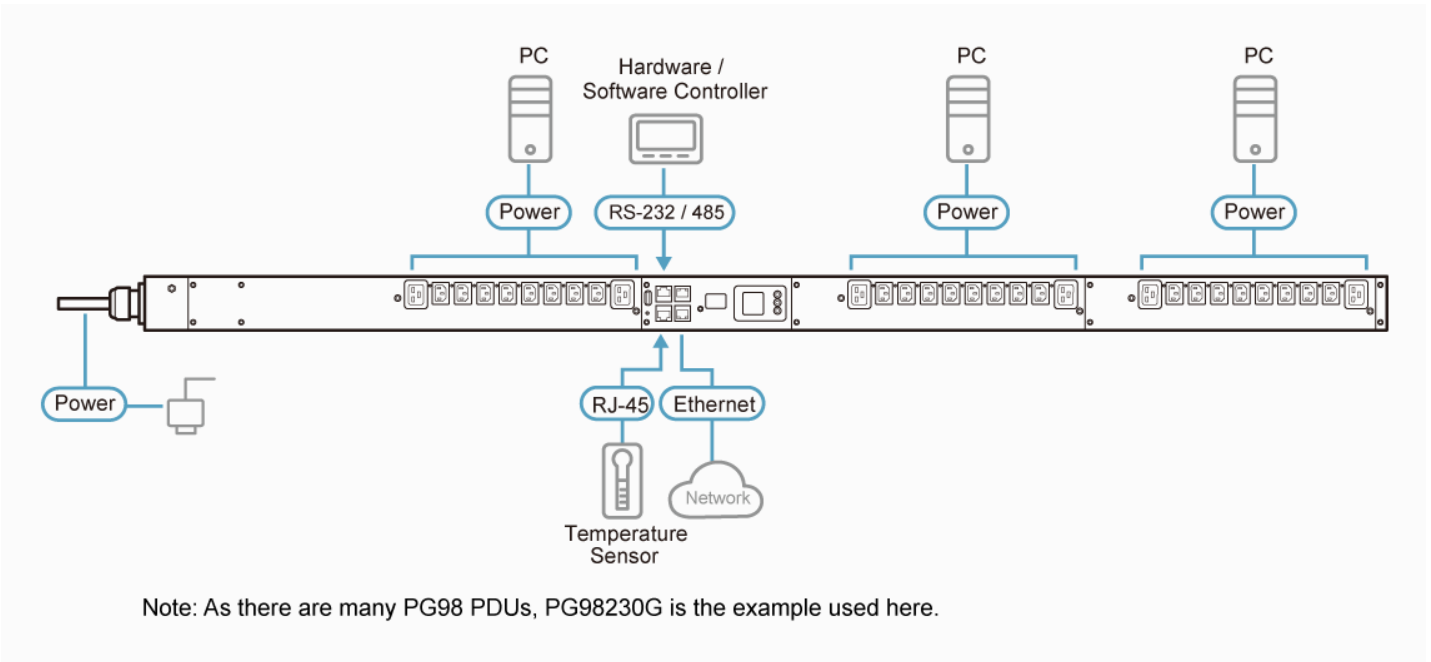 PC
Hardware /
Software Controller
PC
PC
Power
RS-232 / 485
Power
Power
Power
RJ-45
Ethernet
Network
Temperature
Sensor
Note: As there are many PG98 PDUs, PG98230G is the example used here.